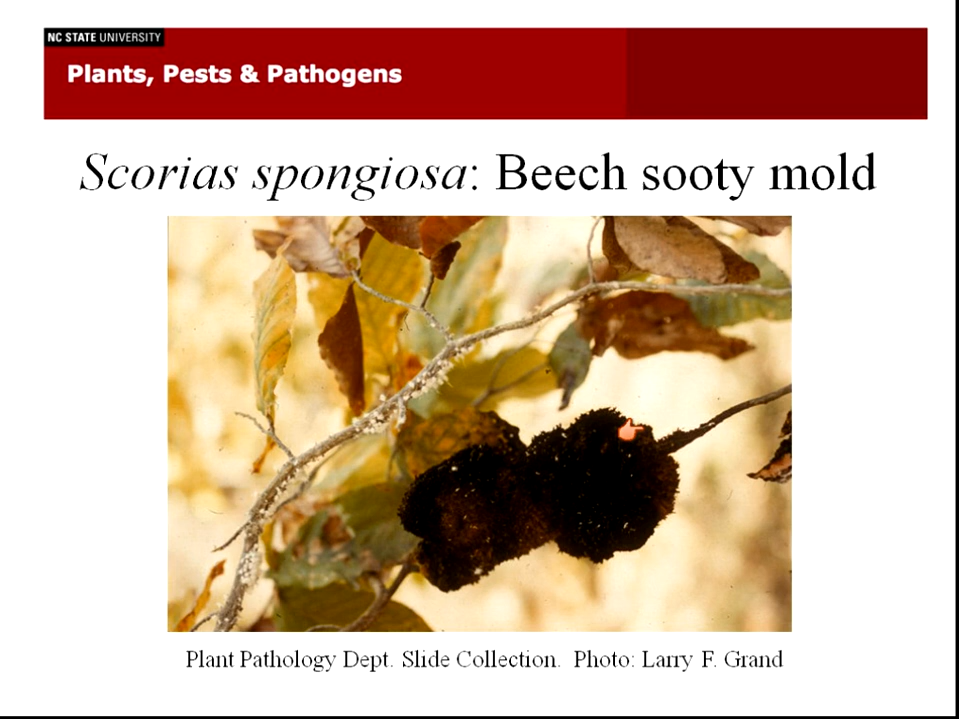 NC STATE UNIVERSITY
Plants, Pests & Pathogens
Scorias spongiosa: Beech sooty mold
Plant Pathology Dept. Slide Collection. Photo: Larry F. Grand